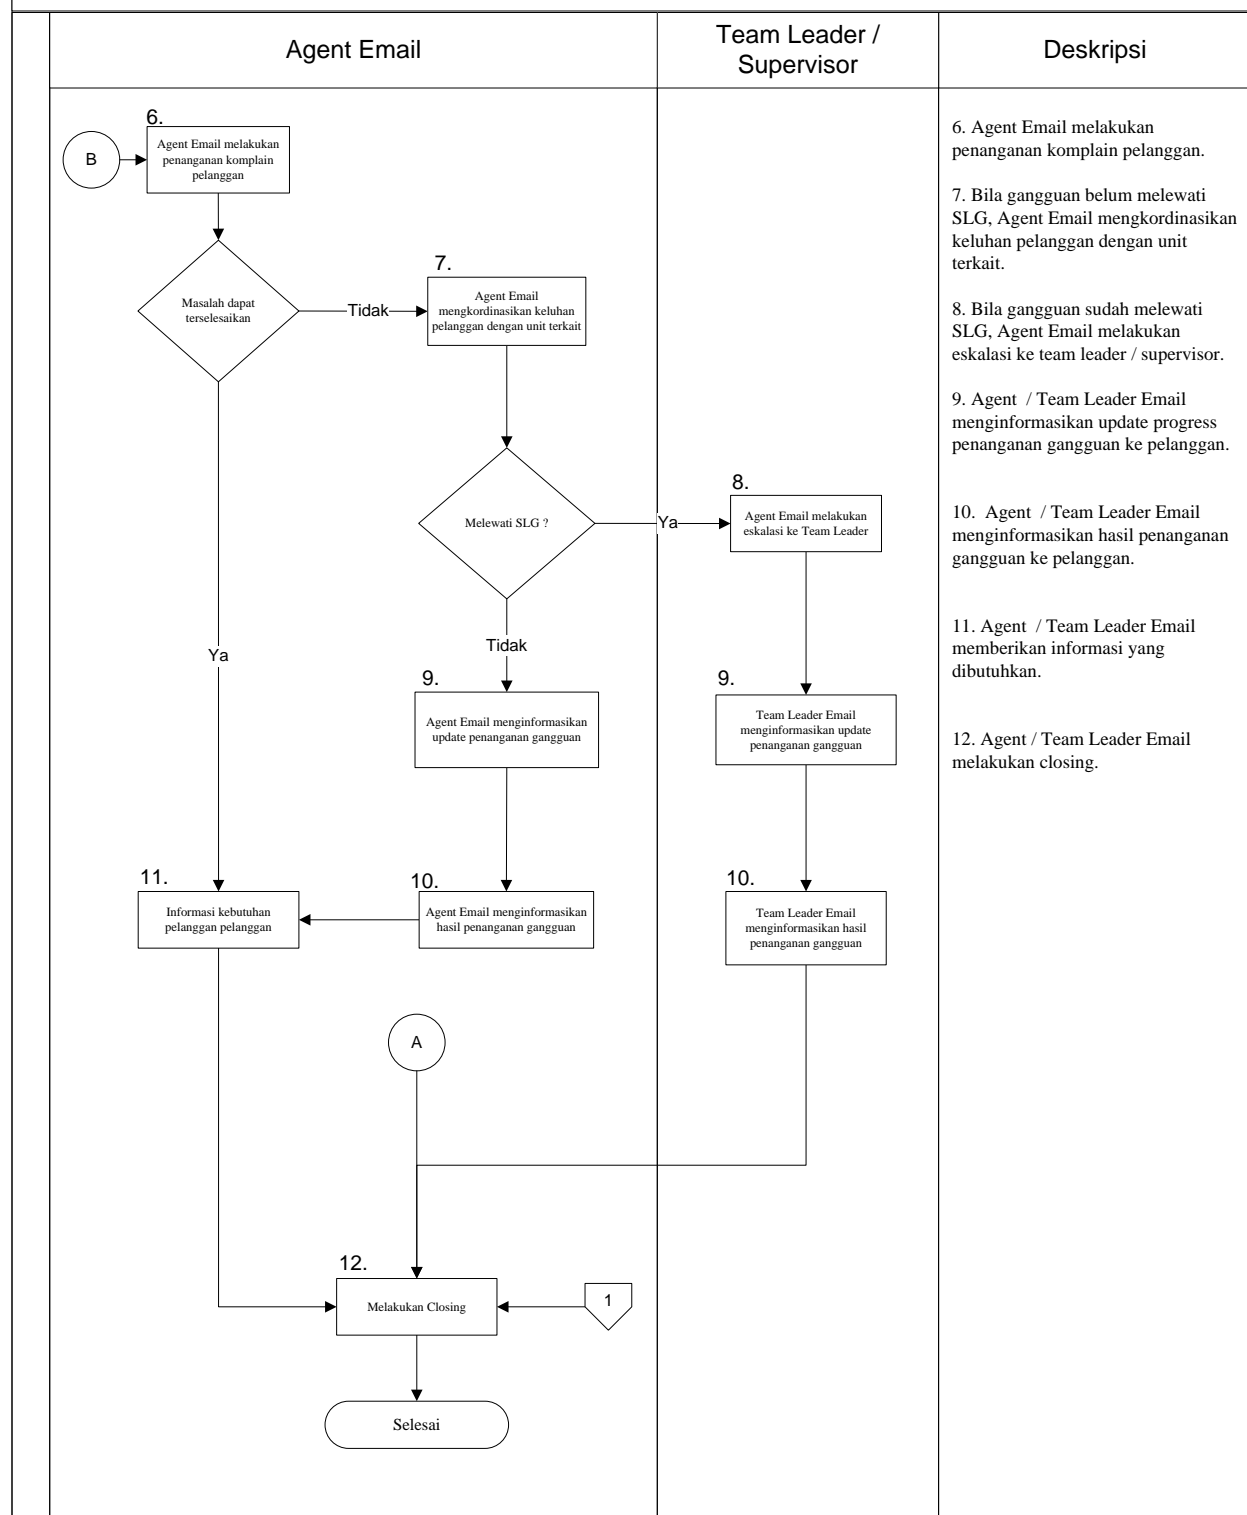 Agent Email
Team Leader /
Supervisor
Deskripsi
6.
B
Agent Email melakukan
penanganan komplain
pelanggan
Masalah dapat
terselesaikan
Tidak
7.
Agent Email
mengkordinasikan keluhan
pelanggan dengan unit terkait
Melewati SLG ?
Ya
8.
Agent Email melakukan
eskalasi ke Team Leader
Ya
Tidak
9.
Agent Email menginformasikan
update penanganan gangguan
9.
Team Leader Email
menginformasikan update
penanganan gangguan
11.
Informasi kebutuhan
pelanggan pelanggan
10.
Agent Email menginformasikan
hasil penanganan gangguan
10.
Team Leader Email
menginformasikan hasil
penanganan gangguan
A
12.
Melakukan Closing
1
Selesai
6. Agent Email melakukan
penanganan komplain pelanggan.
7. Bila gangguan belum melewati
SLG, Agent Email mengkordinasikan
keluhan pelanggan dengan unit
terkait.
8. Bila gangguan sudah melewati
SLG, Agent Email melakukan
eskalasi ke team leader / supervisor.
9. Agent  / Team Leader Email
menginformasikan update progress
penanganan gangguan ke pelanggan.
10.  Agent  / Team Leader Email
menginformasikan hasil penanganan
gangguan ke pelanggan.
11. Agent  / Team Leader Email
memberikan informasi yang
dibutuhkan.
12. Agent / Team Leader Email
melakukan closing.